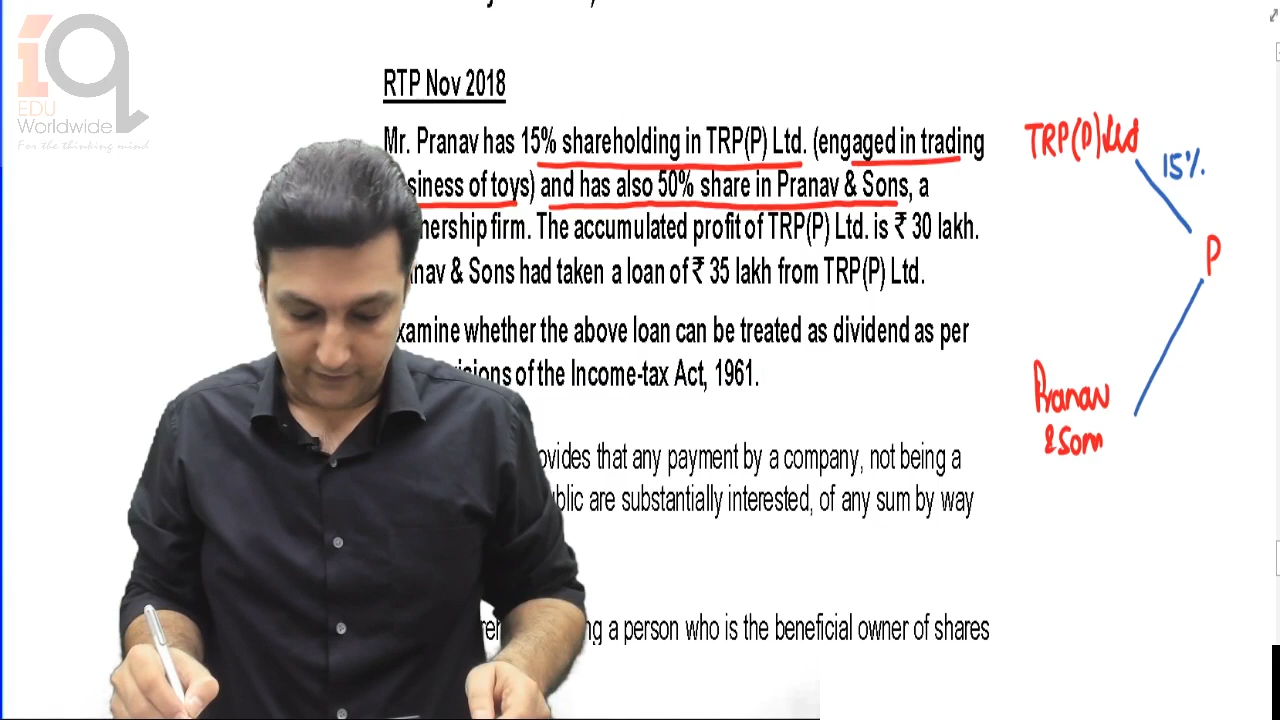 iq
EDU
Worldwide
For the thinking mind
RTP Nov 2018
Mr. Pranav has 15% shareholding in TRP(P) Ltd. (engaged in trading
siness of toys) and has also 50% share in Pranav & Sons, a
nership firm. The accumulated profit of TRP(P) Ltd. is ₹ 30 lakh.
nav & Sons had taken a loan of ₹ 35 lakh from TRP(P) Ltd.
xamine whether the above loan can be treated as dividend as per
isions of the Income-tax Act, 1961.
ovides that any payment by a company, not being a
blic are substantially interested, of any sum by way
ng a person who is the beneficial owner of shares
TRP(P) Ltd
15%
P
Pranav
& Sons